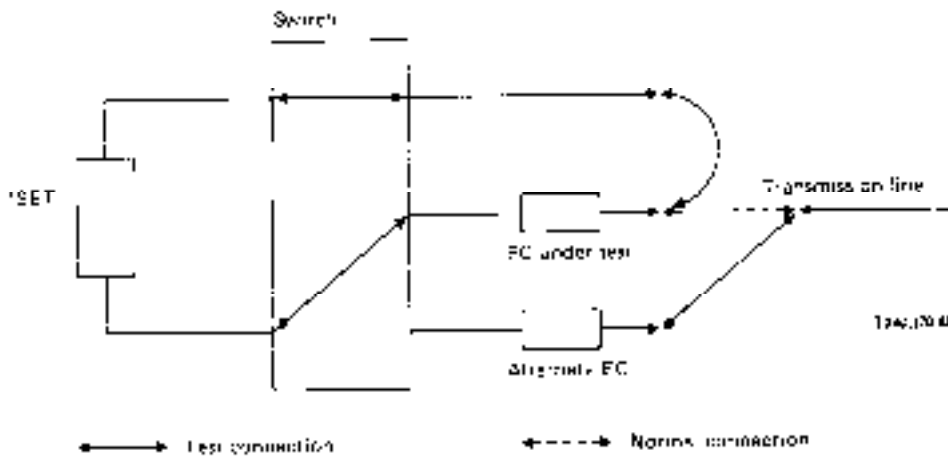 Switch
Transmission line
EC under test
Alternate EC
Test connection
Normal connection